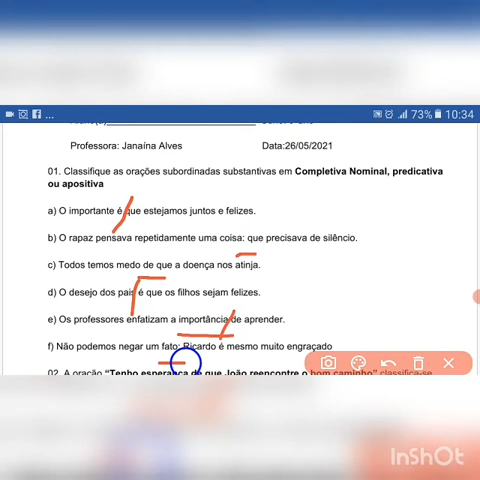 73% 10:34
Professora: Janaína Alves Data:26/05/2021
01. Classifique as orações subordinadas substantivas em Completiva Nominal, predicativa
ou apositiva
a) O importante é que estejamos juntos e felizes.
b) O rapaz pensava repetidamente uma coisa: que precisava de silêncio.
c) Todos temos medo de que a doença nos atinja.
d) O desejo dos pais é que os filhos sejam felizes.
e) Os professores enfatizam a importância de aprender.
f) Não podemos negar um fato: Ricardo é mesmo muito engraçado
02. A oração "Tenho esperança de que João reencontre o bom caminho" classifica-se
InShOt